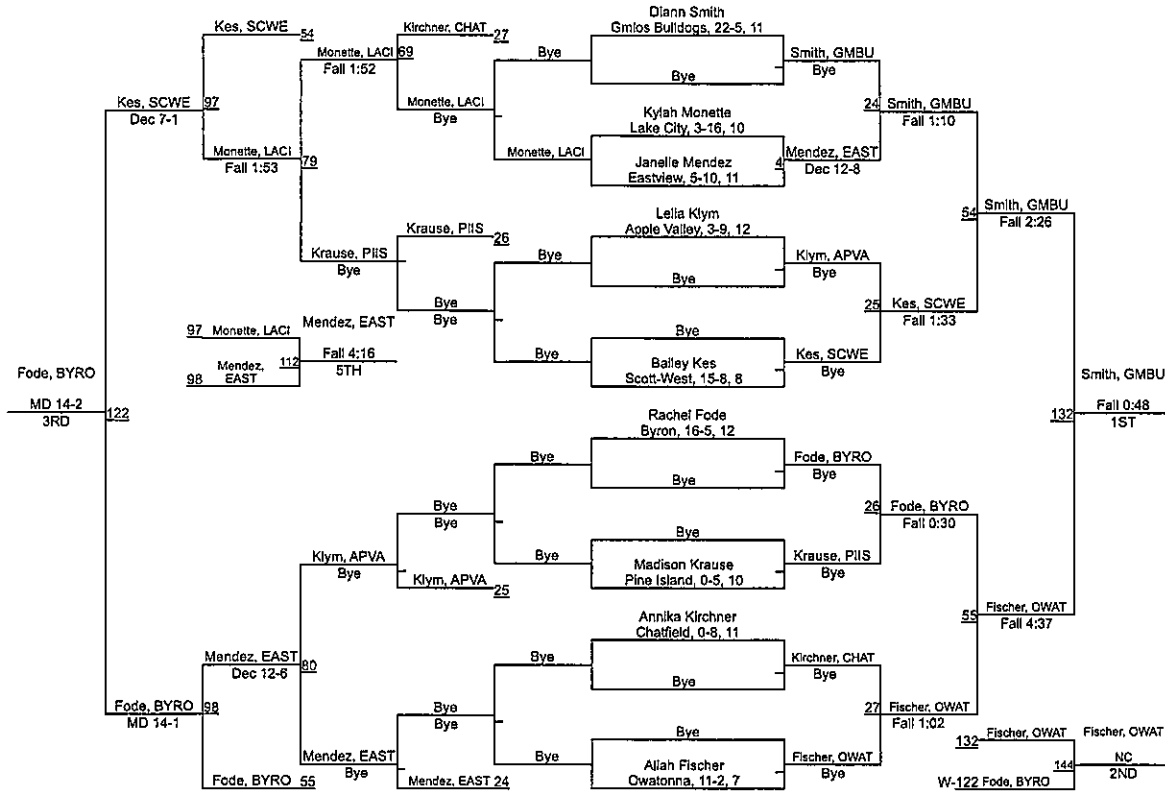 Diann Smith
Gmlos Bulldogs, 22-5, 11
Bye
Smith, GMBU
Bye
Kylah Monette
Lake City, 3-16, 10
Janelle Mendez
Eastview, 5-10, 11
4
Mendez, EAST
Dec 12-8
24
Smith, GMBU
Fall 1:10
Leila Klym
Apple Valley, 3-9, 12
Bye
Klym, APVA
Bye
Bye
Bailey Kes
Scott-West, 15-8, 8
Kes, SCWE
Bye
25
Kes, SCWE
Fall 1:33
54
Smith, GMBU
Fall 2:26
Rachel Fode
Byron, 16-5, 12
Bye
Fode, BYRO
Bye
Bye
Madison Krause
Pine Island, 0-5, 10
Krause, PIIS
Bye
26
Fode, BYRO
Fall 0:30
Annika Kirchner
Chatfield, 0-8, 11
Bye
Kirchner, CHAT
Bye
Bye
Allah Fischer
Owatonna, 11-2, 7
Fischer, OWAT
Bye
27
Fischer, OWAT
Fall 1:02
55
Fischer, OWAT
Fall 4:37
132
Smith, GMBU
Fall 0:48
1ST
132
Fischer, OWAT
W-122 Fode, BYRO
144
Fischer, OWAT
NC
2ND
Bye
Monette, LACI
Kirchner, CHAT
27
Monette, LACI
Bye
69
Monette, LACI
Fall 1:52
Bye
Bye
Krause, PIIS
26
Bye
Bye
Krause, PIIS
Bye
79
Kes, SCWE
54
Monette, LACI
Fall 1:53
97
Kes, SCWE
Dec 7-1
97
Monette, LACI
98
Mendez,
EAST
112
Mendez, EAST
Fall 4:16
5TH
Bye
Bye
Bye
Bye
Klym, APVA
25
Klym, APVA
Bye
Bye
Bye
Bye
Bye
Mendez, EAST
24
Mendez, EAST
Bye
80
Mendez, EAST
Dec 12-6
Fode, BYRO
55
98
Fode, BYRO
MD 14-1
122
Fode, BYRO
MD 14-2
3RD